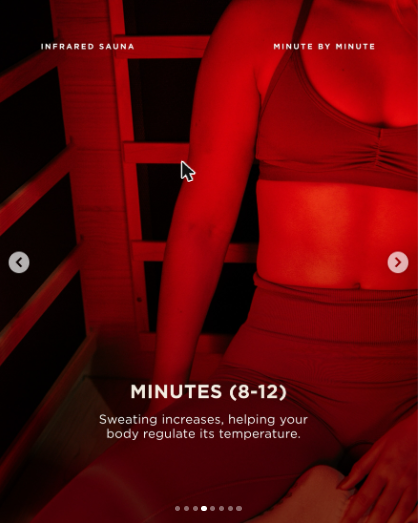 INFRARED SAUNA
MINUTE BY MINUTE
MINUTES (8-12)
Sweating increases, helping your
body regulate its temperature.